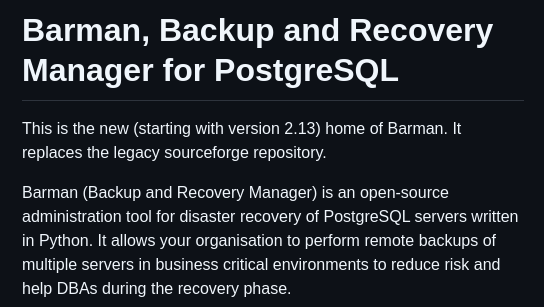 Barman, Backup and Recovery
Manager for PostgreSQL
This is the new (starting with version 2.13) home of Barman. It
replaces the legacy sourceforge repository.
Barman (Backup and Recovery Manager) is an open-source
administration tool for disaster recovery of PostgreSQL servers written
in Python. It allows your organisation to perform remote backups of
multiple servers in business critical environments to reduce risk and
help DBAs during the recovery phase.